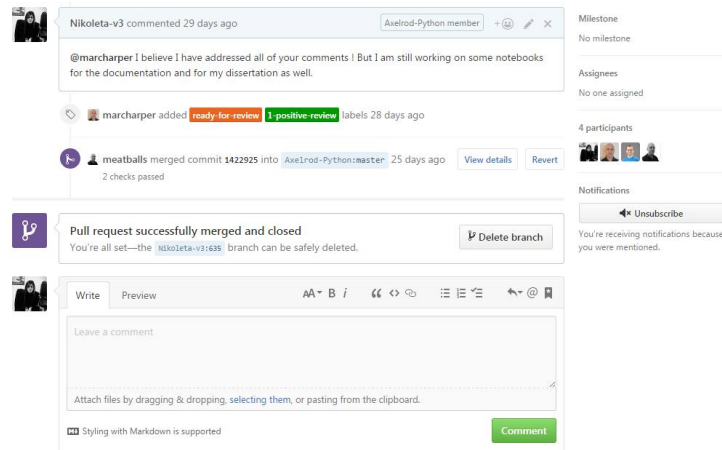 Nikoleta-v3 commented 29 days ago
Axelrod-Python member
@marcharper I believe I have addressed all of your comments ! But I am still working on some notebooks
for the documentation and for my dissertation as well.
marcharper added ready-for-review 1-positive-review labels 28 days ago
meatballs merged commit 1422925 into Axelrod-Python:master 25 days ago
View details
Revert
2 checks passed
Pull request successfully merged and closed
You're all set—the Nikoleta-v3:635 branch can be safely deleted.
Delete branch
Write
Preview
AA B i
Leave a comment
Attach files by dragging & dropping, selecting them, or pasting from the clipboard.
Styling with Markdown is supported
Comment
Milestone
No milestone
Assignees
No one assigned
4 participants
Notifications
Unsubscribe
You're receiving notifications because
you were mentioned.